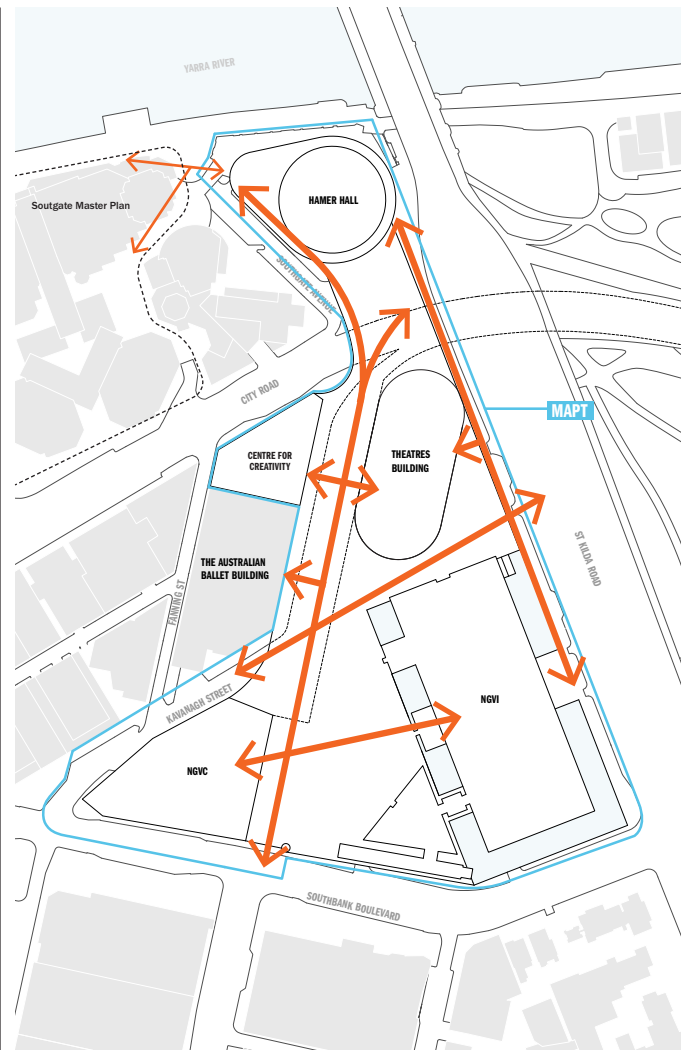 YARRA RIVER
Soutgate Master Plan
HAMER HALL
SOUTHGATE AVENUE
CITY ROAD
MAPT
CENTRE FOR
CREATIVITY
THEATRES
BUILDING
THE AUSTRALIAN
BALLET BUILDING
FANNING ST
ST KILDA ROAD
KAVANAGH STREET
NGVI
NGVC
SOUTHBANK BOULEVARD